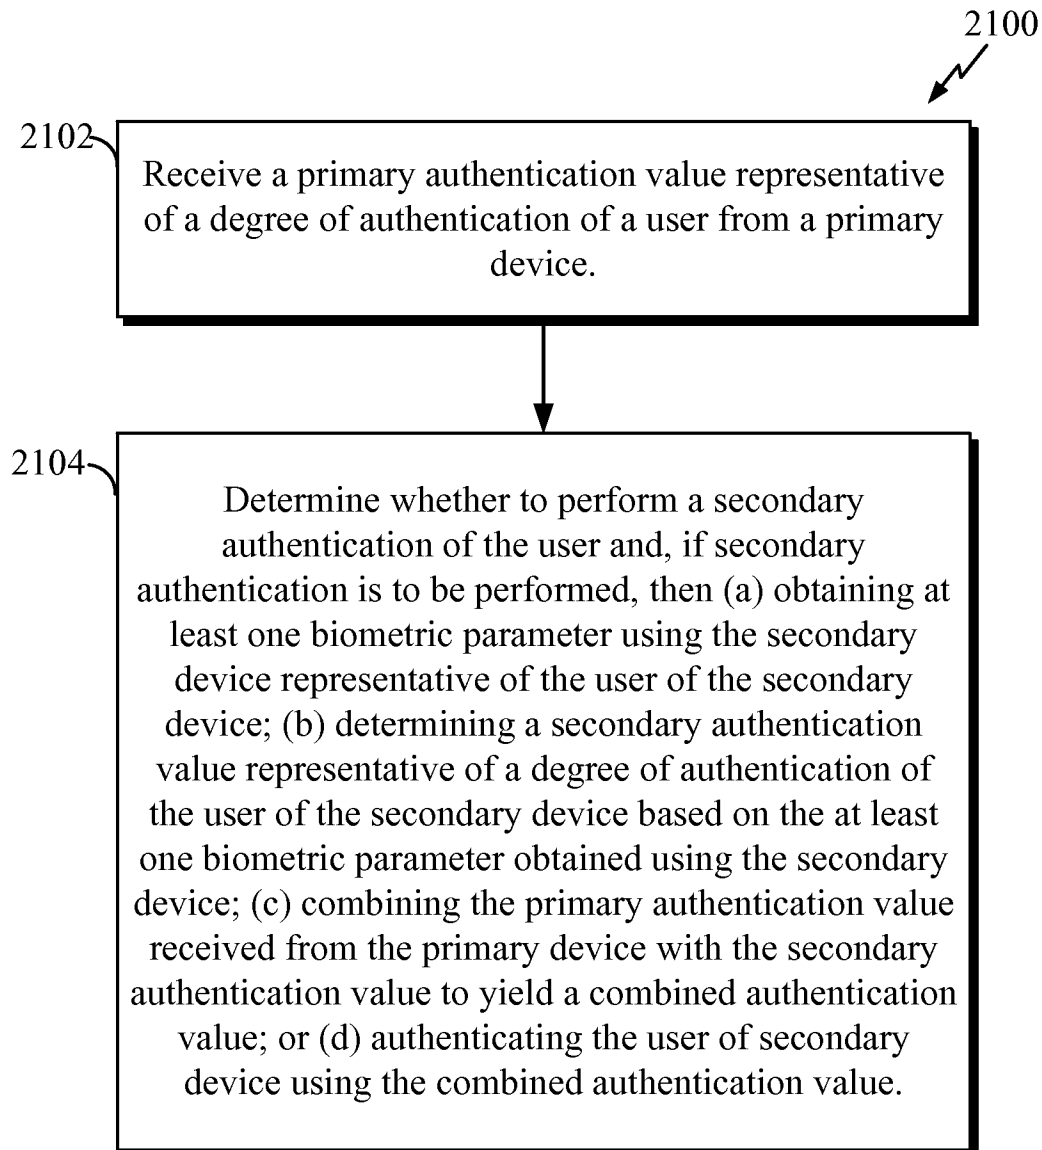 2100
2102
Receive a primary authentication value representative
of a degree of authentication of a user from a primary
device.
2104
Determine whether to perform a secondary
authentication of the user and, if secondary
authentication is to be performed, then (a) obtaining at
least one biometric parameter using the secondary
device representative of the user of the secondary
device; (b) determining a secondary authentication
value representative of a degree of authentication of
the user of the secondary device based on the at least
one biometric parameter obtained using the secondary
device; (c) combining the primary authentication value
received from the primary device with the secondary
authentication value to yield a combined authentication
value; or (d) authenticating the user of secondary
device using the combined authentication value.